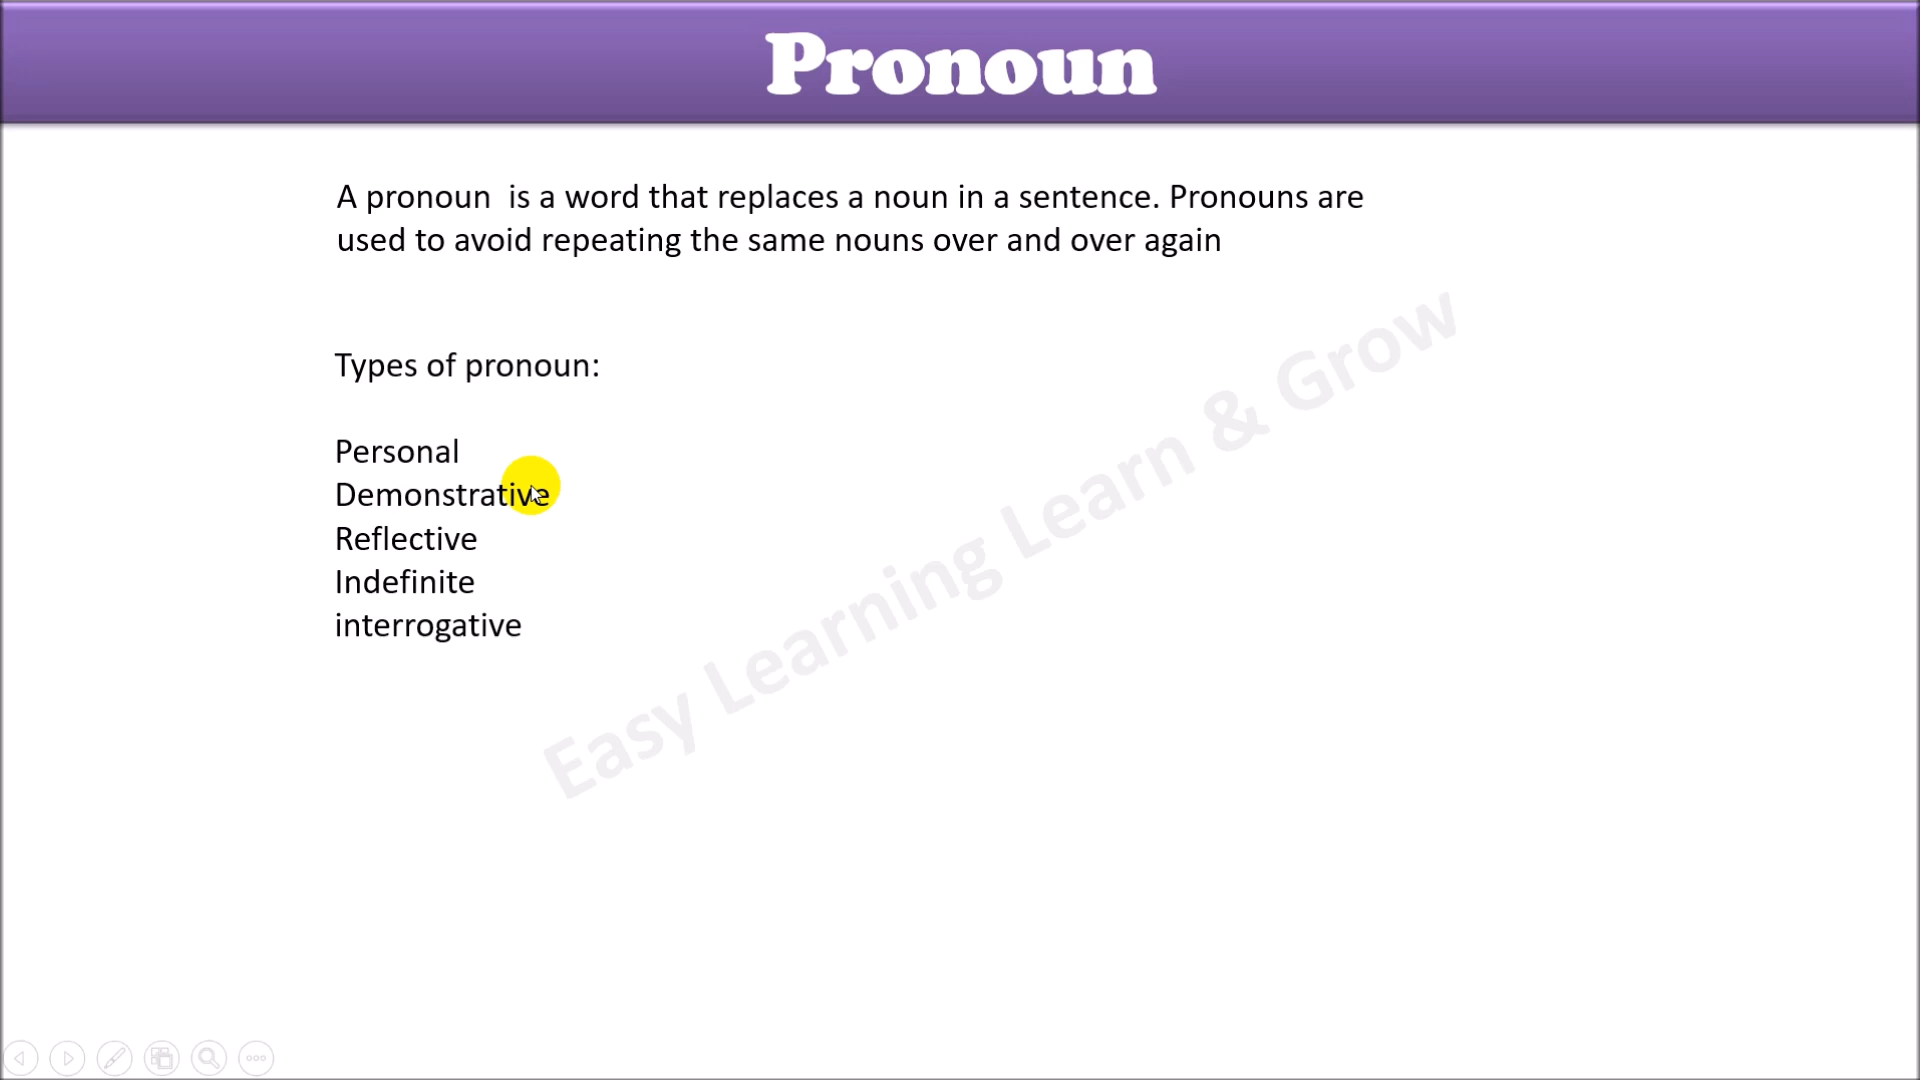 Pronoun
A pronoun  is a word that replaces a noun in a sentence. Pronouns are
used to avoid repeating the same nouns over and over again
Types of pronoun:
Personal
Demonstrative
Reflective
Indefinite
interrogative
Easy Learning Learn & Grow